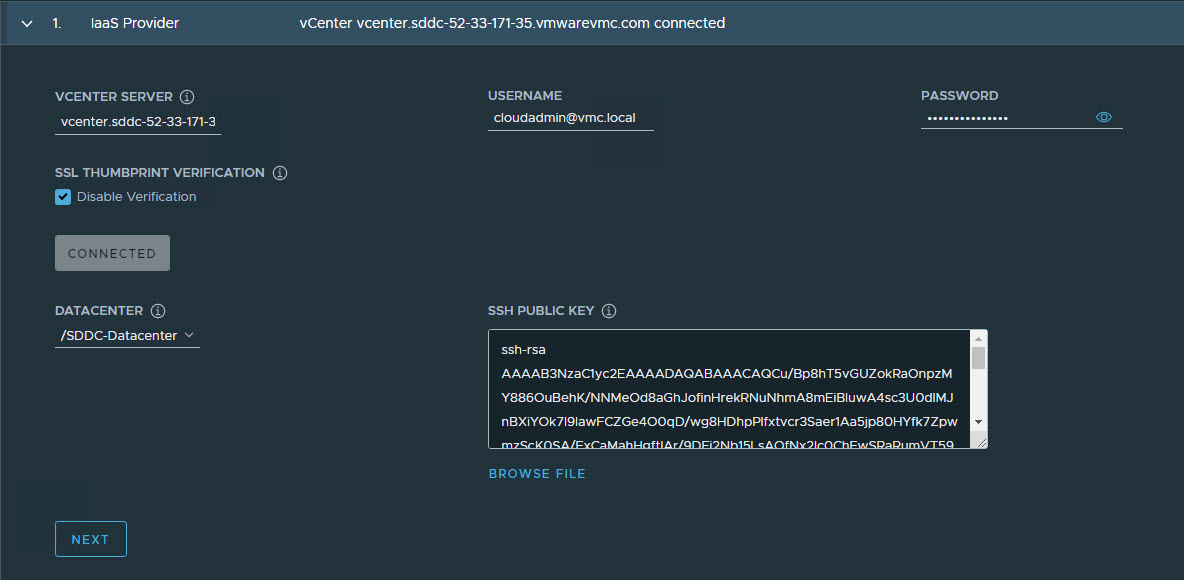 1. IaaS Provider vCenter vcenter.sddc-52-33-171-35.vmwarevmc.com connected
VCENTER SERVER USERNAME PASSWORD
vcenter.sddc-52-33-171-3 cloudadmin@vmc.local •••••••••••••••
SSL THUMBPRINT VERIFICATION
Disable Verification
CONNECTED
DATACENTER SSH PUBLIC KEY
/SDDC-Datacenter
ssh-rsa
AAAAB3NzaC1yc2EAAAADAQABAAACAQCu/Bp8hT5vGUZokRaOnpzM
Y886OuBehK/NNMeOd8aGhJofinHrekRNuNhmA8mEiBluwA4sc3U0dlMJ
nBXiYOk7l9lawFCZGe4O0qD/wg8HDhpPlfxtvcr3Saer1Aa5jp80HYfk7Zpw
BROWSE FILE
NEXT